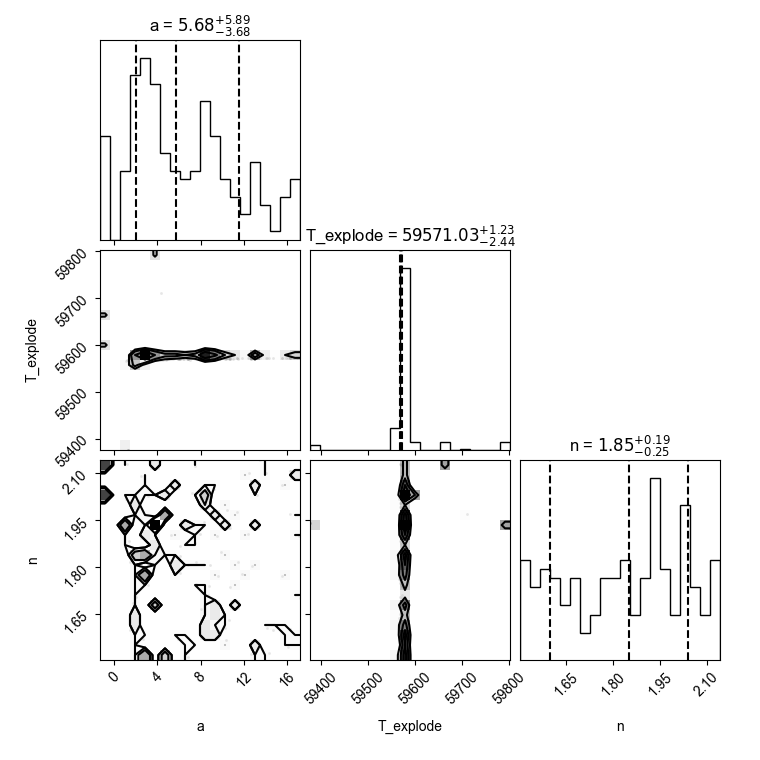 a = 5.68+5.89−3.68
T_explode = 59571.03+1.23−2.44
59800
59700
59600
59500
59400
T_explode
n = 1.85+0.19−0.25
2.10
1.95
1.80
1.65
n
0 4 8 12 16
a
59400 59500 59600 59700 59800
T_explode
1.65 1.80 1.95 2.10
n